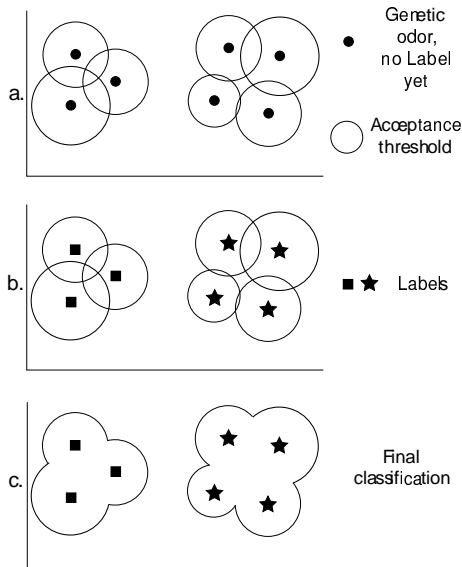 a.
Genetic
odor,
no Label
yet
Acceptance
threshold
b.
Labels
c.
Final
classification